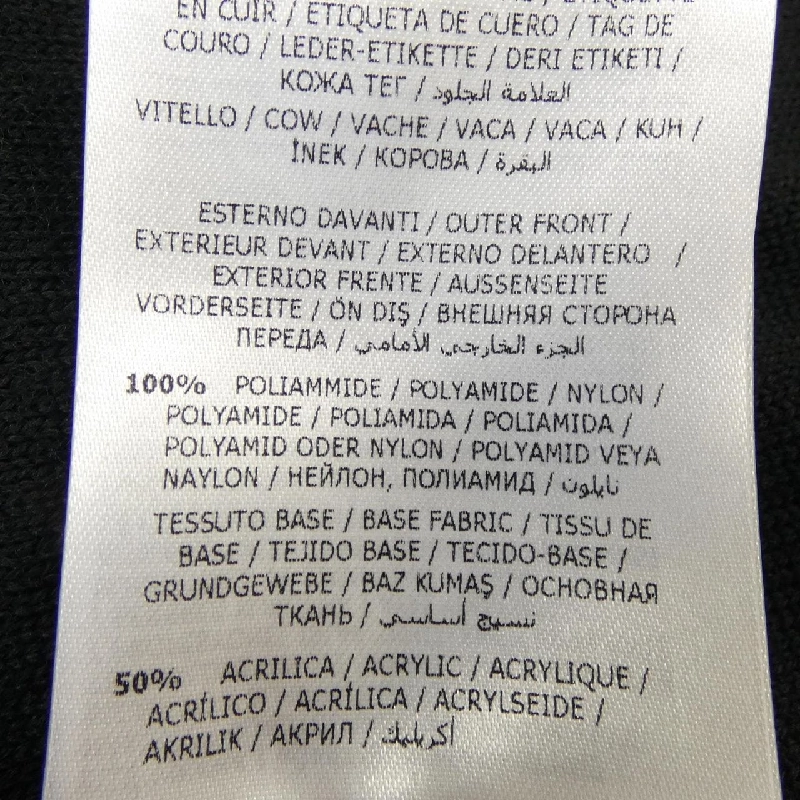 EN CUIR / ETIQUETA DE CUERO / TAG DE
COURO / LEDER-ETIKETTE / DERI ETIKETI /
КОЖА ТЕГ / العلامة الجلود
VITELLO / COW / VACHE / VACA / VACA / KUH /
İNEK / КОРОВА / البقرة
ESTERNO DAVANTI / OUTER FRONT /
EXTERIEUR DEVANT / EXTERNO DELANTERO /
EXTERIOR FRENTE / AUSSENSEITE
VORDERSEITE / ÖN DIŞ / ВНЕШНЯЯ СТОРОНА
ПЕРЕДА / الجزء الخارجي الأمامي
100% POLIAMMIDE / POLYAMIDE / NYLON /
POLYAMIDE / POLIAMIDA / POLIAMIDA /
POLYAMID ODER NYLON / POLYAMID VEYA
NAYLON / НЕЙЛОН, ПОЛИАМИД / نايلون
TESSUTO BASE / BASE FABRIC / TISSU DE
BASE / TEJIDO BASE / TECIDO-BASE /
GRUNDGEWEBE / BAZ KUMAŞ / ОСНОВНАЯ
ТКАНЬ / نسيج أساسي
50% ACRILICA / ACRYLIC / ACRYLIQUE /
ACRÍLICO / ACRÍLICA / ACRYLSEIDE /
AKRILIK / АКРИЛ / أكريليك